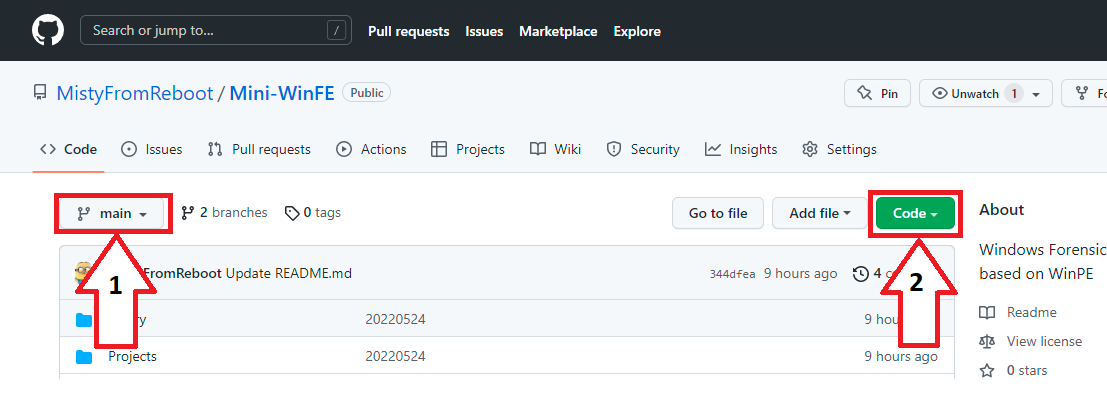 Search or jump to... / Pull requests Issues Marketplace Explore
MistyFromReboot / Mini-WinFE Public Pin Unwatch 1
Code Issues Pull requests Actions Projects Wiki Security Insights Settings
main 2 branches 0 tags Go to file Add file Code About
FromReboot Update README.md 344dfea 9 hours ago 4
Windows Forensic
based on WinPE
1 2
20220524 9 hou
Readme
Projects 20220524 9 hours ago
View license
0 stars